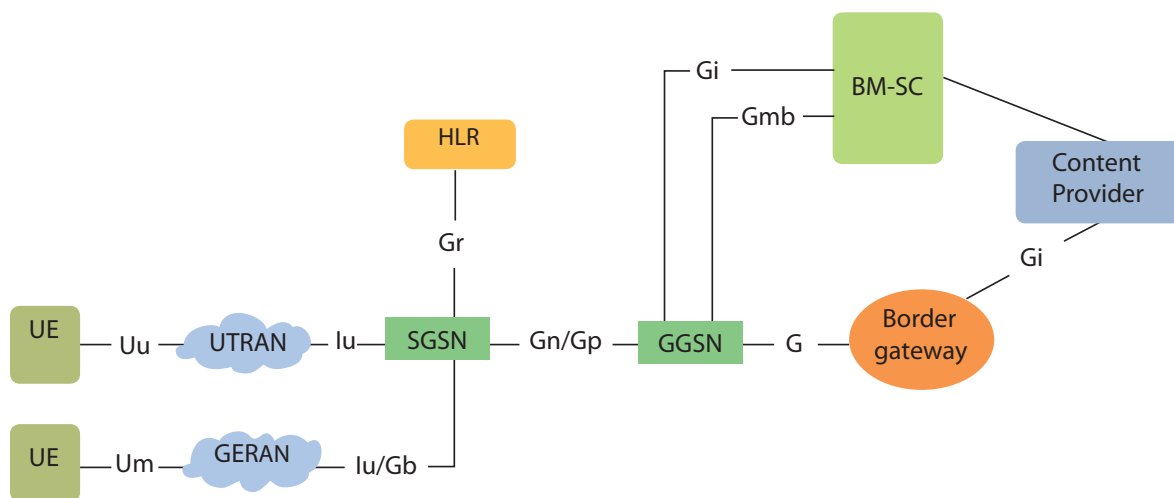 Gi
BM-SC
Gmb
HLR
Content
Provider
Gr
Gi
UE
Uu
UTRAN
Iu
SGSN
Gn/Gp
GGSN
G
Border
gateway
UE
Um
GERAN
Iu/Gb